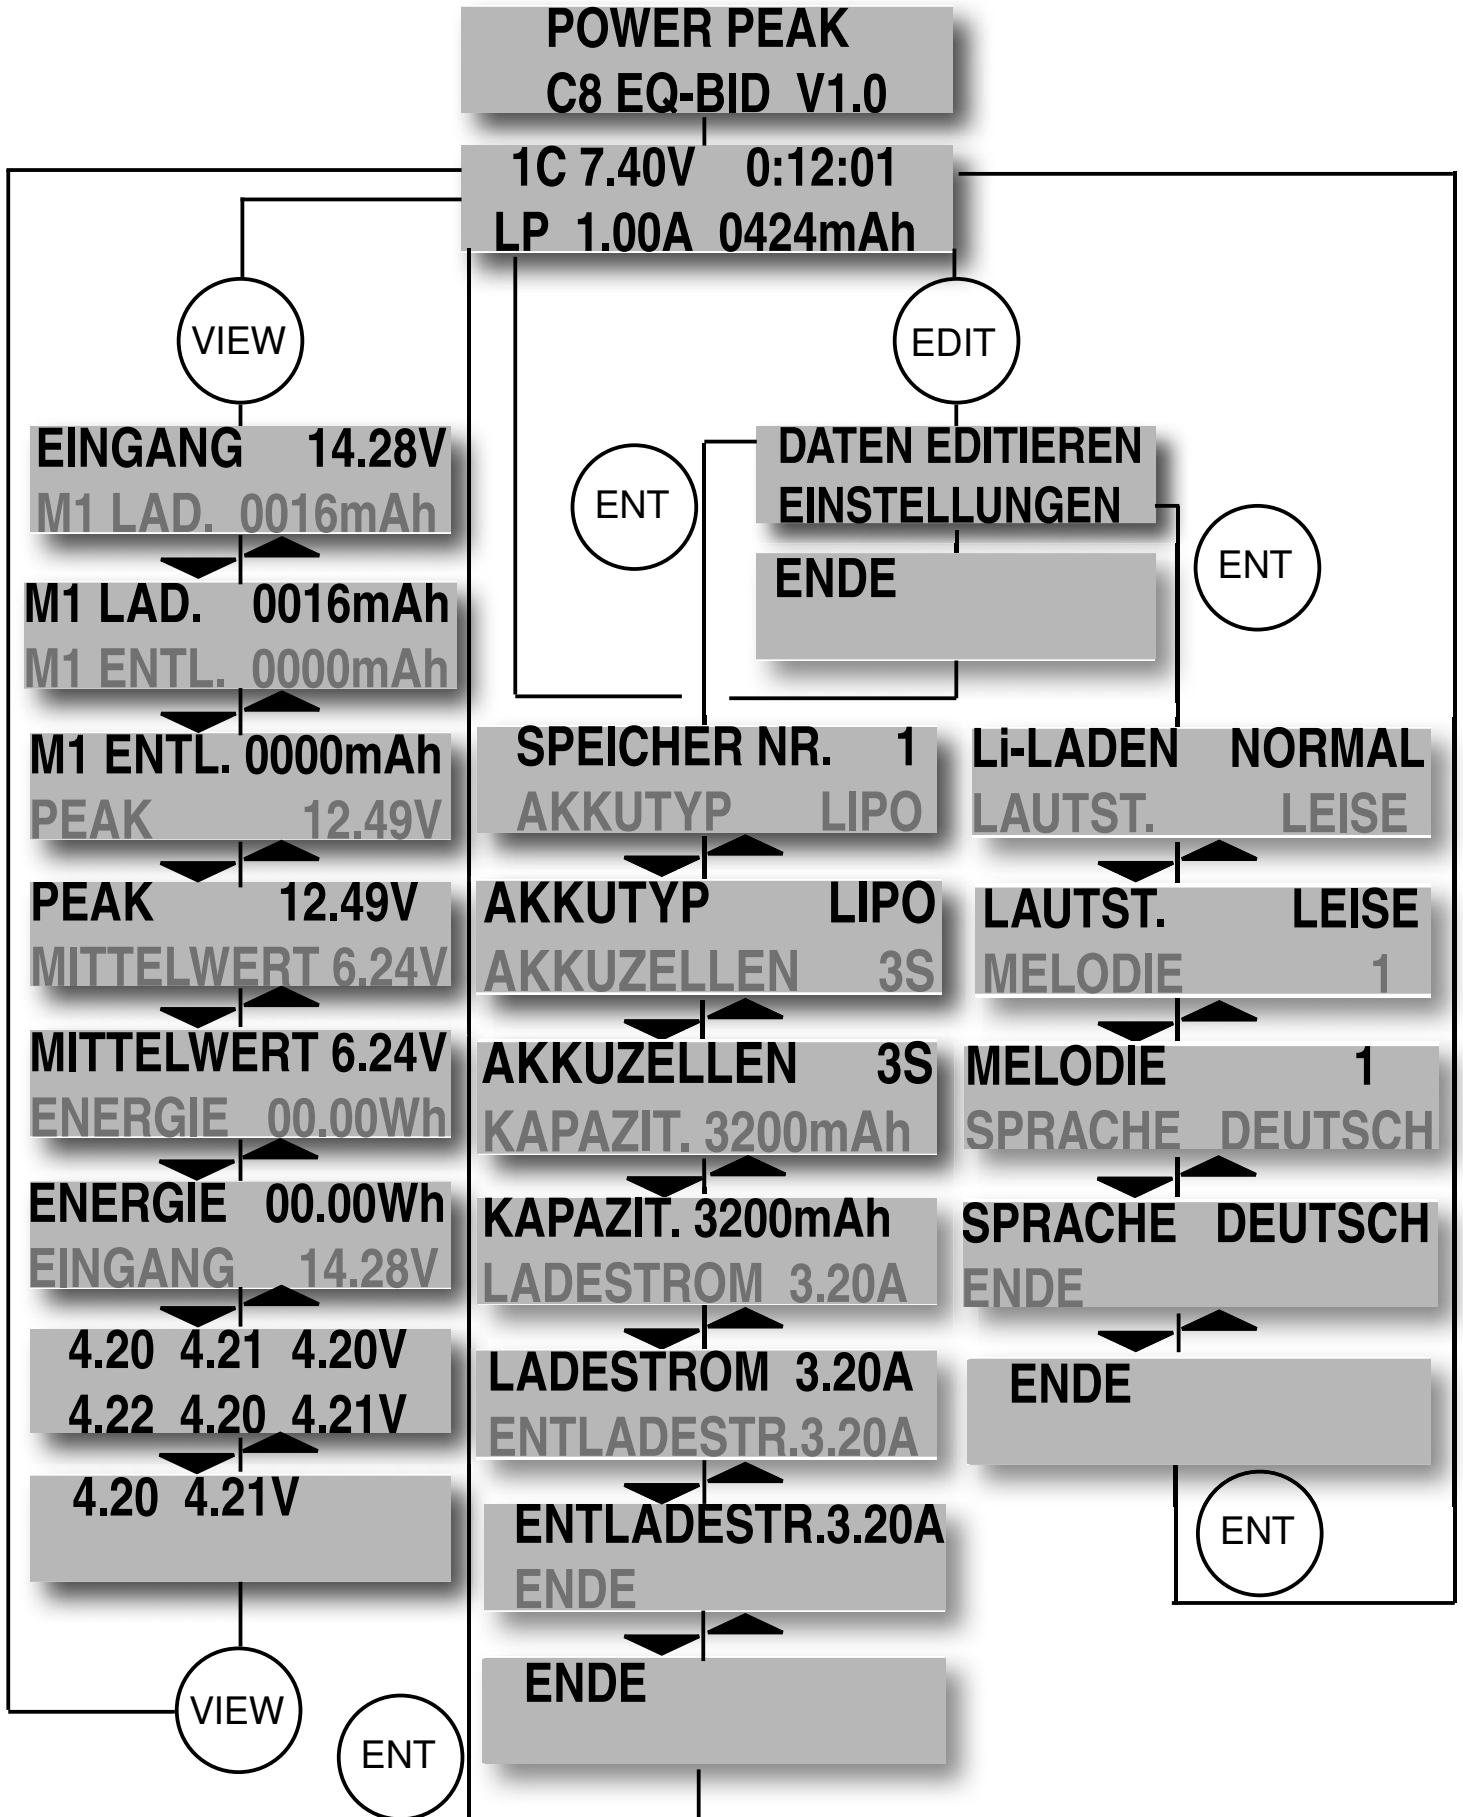 POWER PEAK
C8 EQ-BID V1.0
1C 7.40V 0:12:01
LP 1.00A 0424mAh
VIEW
EDIT
EINGANG 14.28V
M1 LAD. 0016mAh
M1 LAD. 0016mAh
M1 ENTL. 0000mAh
M1 ENTL. 0000mAh
PEAK 12.49V
PEAK 12.49V
MITTELWERT 6.24V
MITTELWERT 6.24V
ENERGIE 00.00Wh
ENERGIE 00.00Wh
EINGANG 14.28V
4.20 4.21 4.20V
4.22 4.20 4.21V
4.20 4.21V
VIEW
ENT
DATEN EDITIEREN
EINSTELLUNGEN
ENDE
ENT
ENT
SPEICHER NR. 1
AKKUTYP LIPO
AKKUTYP LIPO
AKKUZELLEN 3S
AKKUZELLEN 3S
KAPAZIT. 3200mAh
KAPAZIT. 3200mAh
LADESTROM 3.20A
LADESTROM 3.20A
ENTLADESTR.3.20A
ENTLADESTR.3.20A
ENDE
ENDE
Li-LADEN NORMAL
LAUTST. LEISE
LAUTST. LEISE
MELODIE 1
MELODIE 1
SPRACHE DEUTSCH
SPRACHE DEUTSCH
ENDE
ENDE
ENT